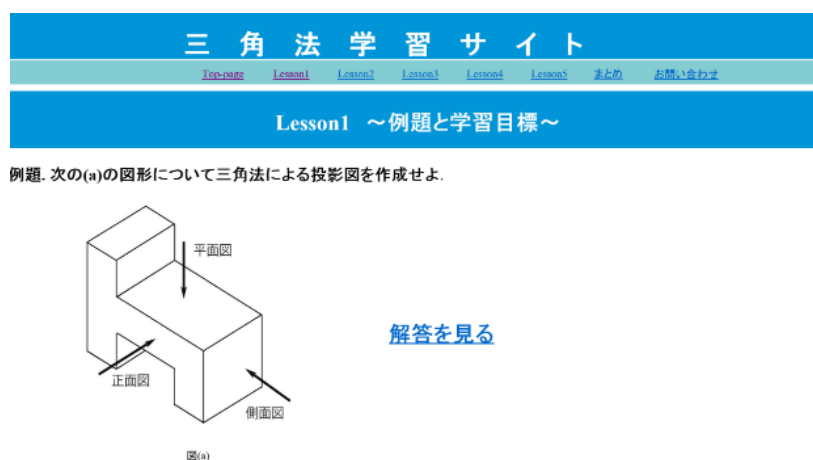 三角法学習サイト
Top-page Lesson1 Lesson2 Lesson3 Lesson4 Lesson5 まとめ お問い合わせ
Lesson1 ～例題と学習目標～
例題. 次の(a)の図形について三角法による投影図を作成せよ.
平面図
解答を見る
正面図
側面図
図(a)